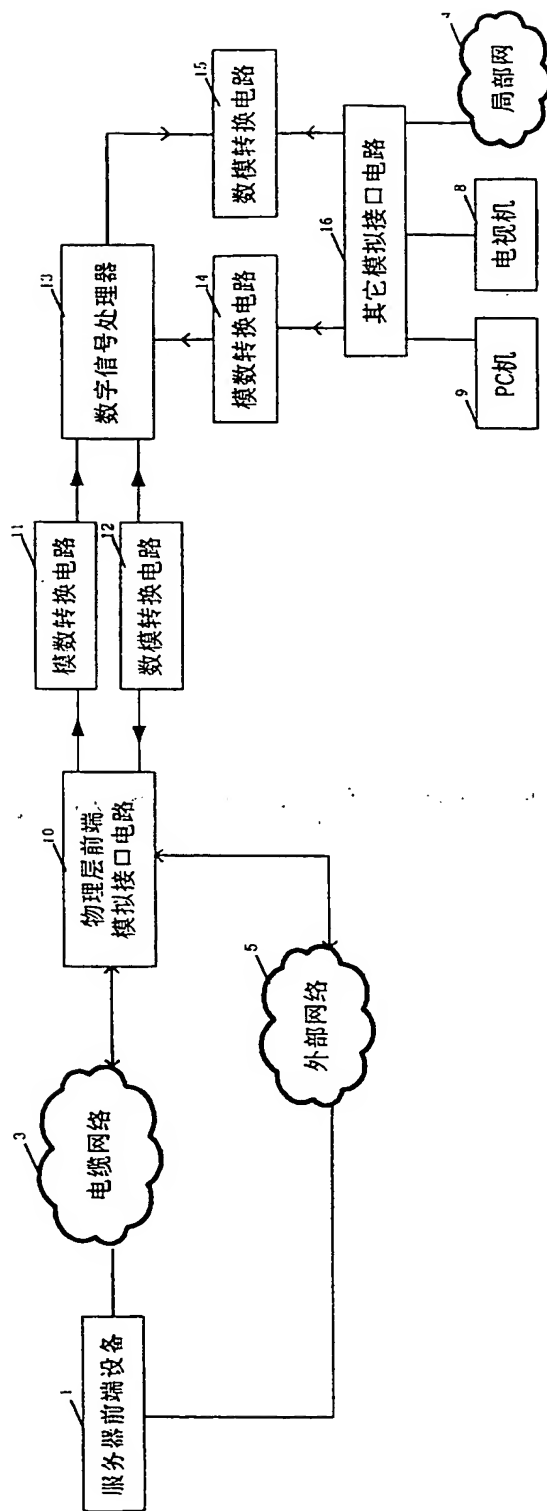 1
服务器前端设备
3
电缆网络
5
外部网络
10
物理层前端
模拟接口电路
11
模数转换电路
12
数模转换电路
13
数字信号处理器
14
模数转换电路
15
数模转换电路
16
其它模拟接口电路
9
PC机
8
电视机
局部网